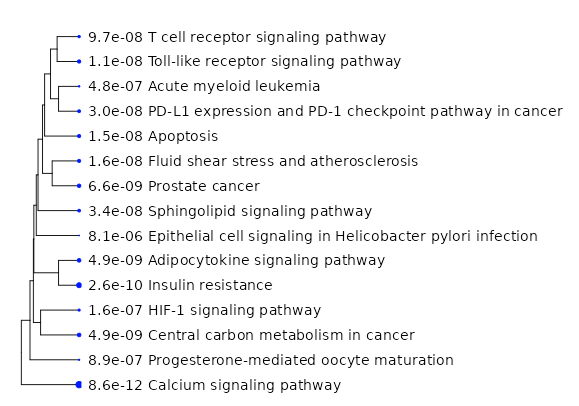 9.7e-08 T cell receptor signaling pathway
1.1e-08 Toll-like receptor signaling pathway
4.8e-07 Acute myeloid leukemia
3.0e-08 PD-L1 expression and PD-1 checkpoint pathway in cancer
1.5e-08 Apoptosis
1.6e-08 Fluid shear stress and atherosclerosis
6.6e-09 Prostate cancer
3.4e-08 Sphingolipid signaling pathway
8.1e-06 Epithelial cell signaling in Helicobacter pylori infection
4.9e-09 Adipocytokine signaling pathway
2.6e-10 Insulin resistance
1.6e-07 HIF-1 signaling pathway
4.9e-09 Central carbon metabolism in cancer
8.9e-07 Progesterone-mediated oocyte maturation
8.6e-12 Calcium signaling pathway